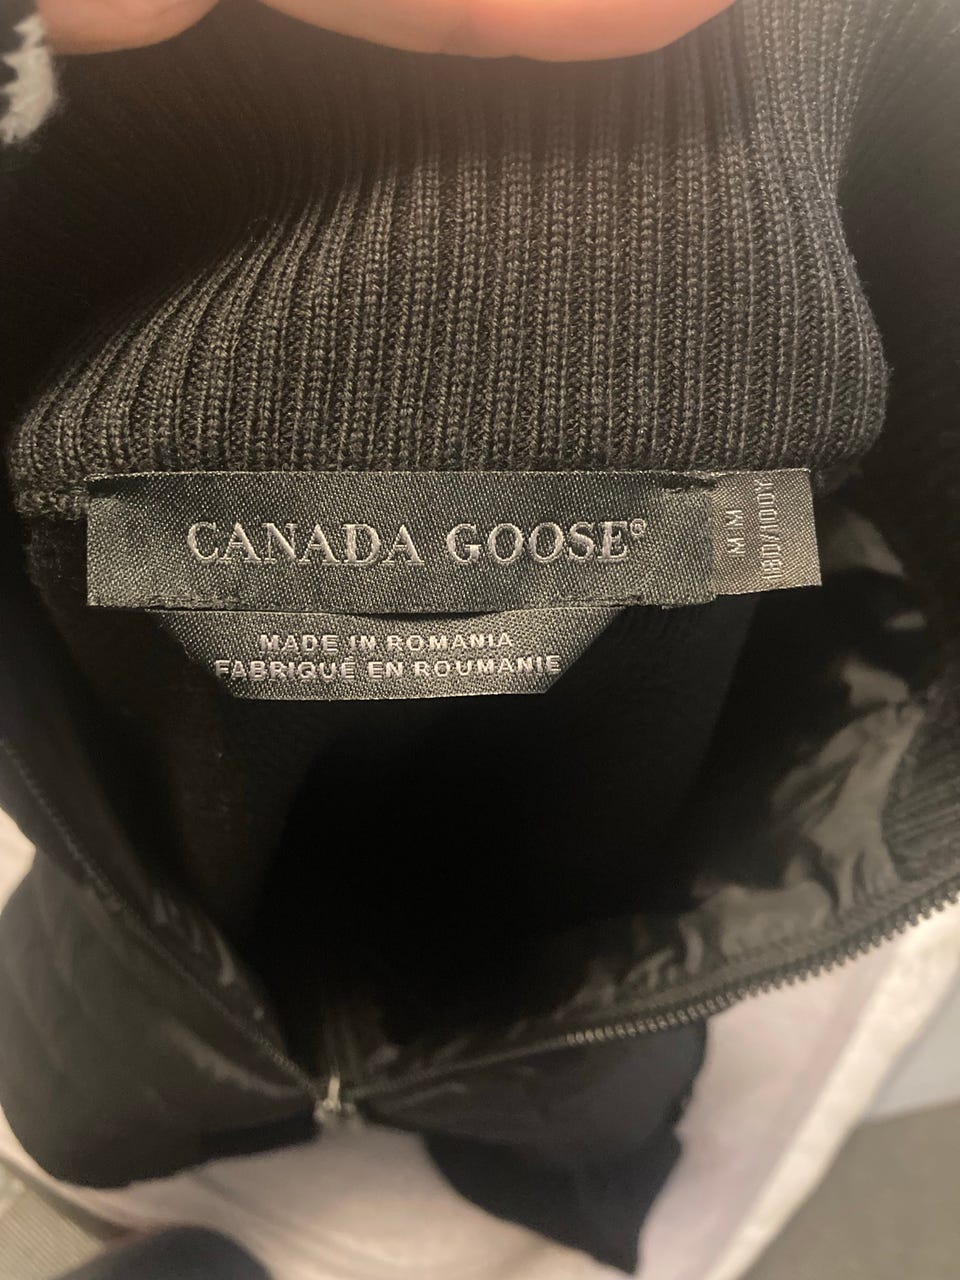 CANADA GOOSE®
M M
180/100Y
MADE IN ROMANIA
FABRIQUÉ EN ROUMANIE